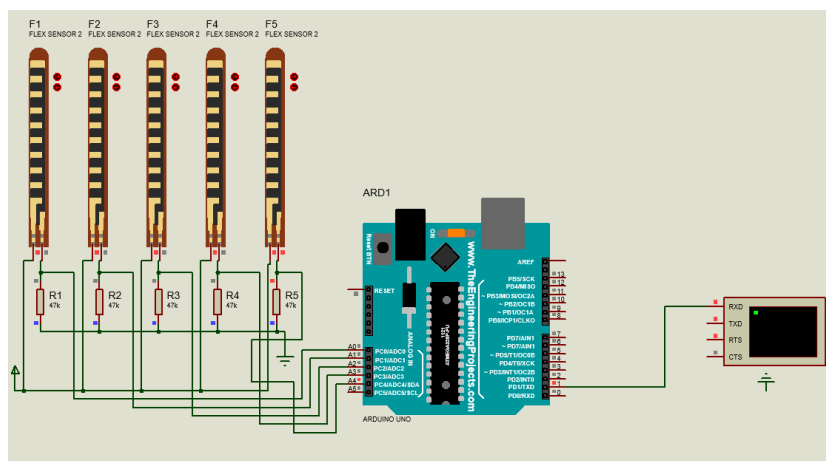 F1 F2 F3 F4 F5
FLEX SENSOR 2 FLEX SENSOR 2 FLEX SENSOR 2 FLEX SENSOR 2 FLEX SENSOR 2
ARD1
Reset BTN
ON
www.TheEngineeringProjects.com
AREF
PB5/SCK 13
PB4/MISO 12
~ PB3/MOSI/OC2A 11
~ PB2/OC1B 10
~ PB1/OC1A 9
PB0/ICP1/CLKO 8
RESET
ANALOG IN
ATMEGA328P-PU
1121
R1 R2 R3 R4 R5
47k 47k 47k 47k 47k
PD7/AIN1 7
~ PD6/AIN0 6
~ PD5/T1/OC0B 5
PD4/T0/XCK 4
~ PD3/INT1/OC2B 3
PD2/INT0 2
PD1/TXD 1
PD0/RXD 0
A0 PC0/ADC0
A1 PC1/ADC1
A2 PC2/ADC2
A3 PC3/ADC3
A4 PC4/ADC4/SDA
A5 PC5/ADC5/SCL
ARDUINO UNO
RXD
TXD
RTS
CTS